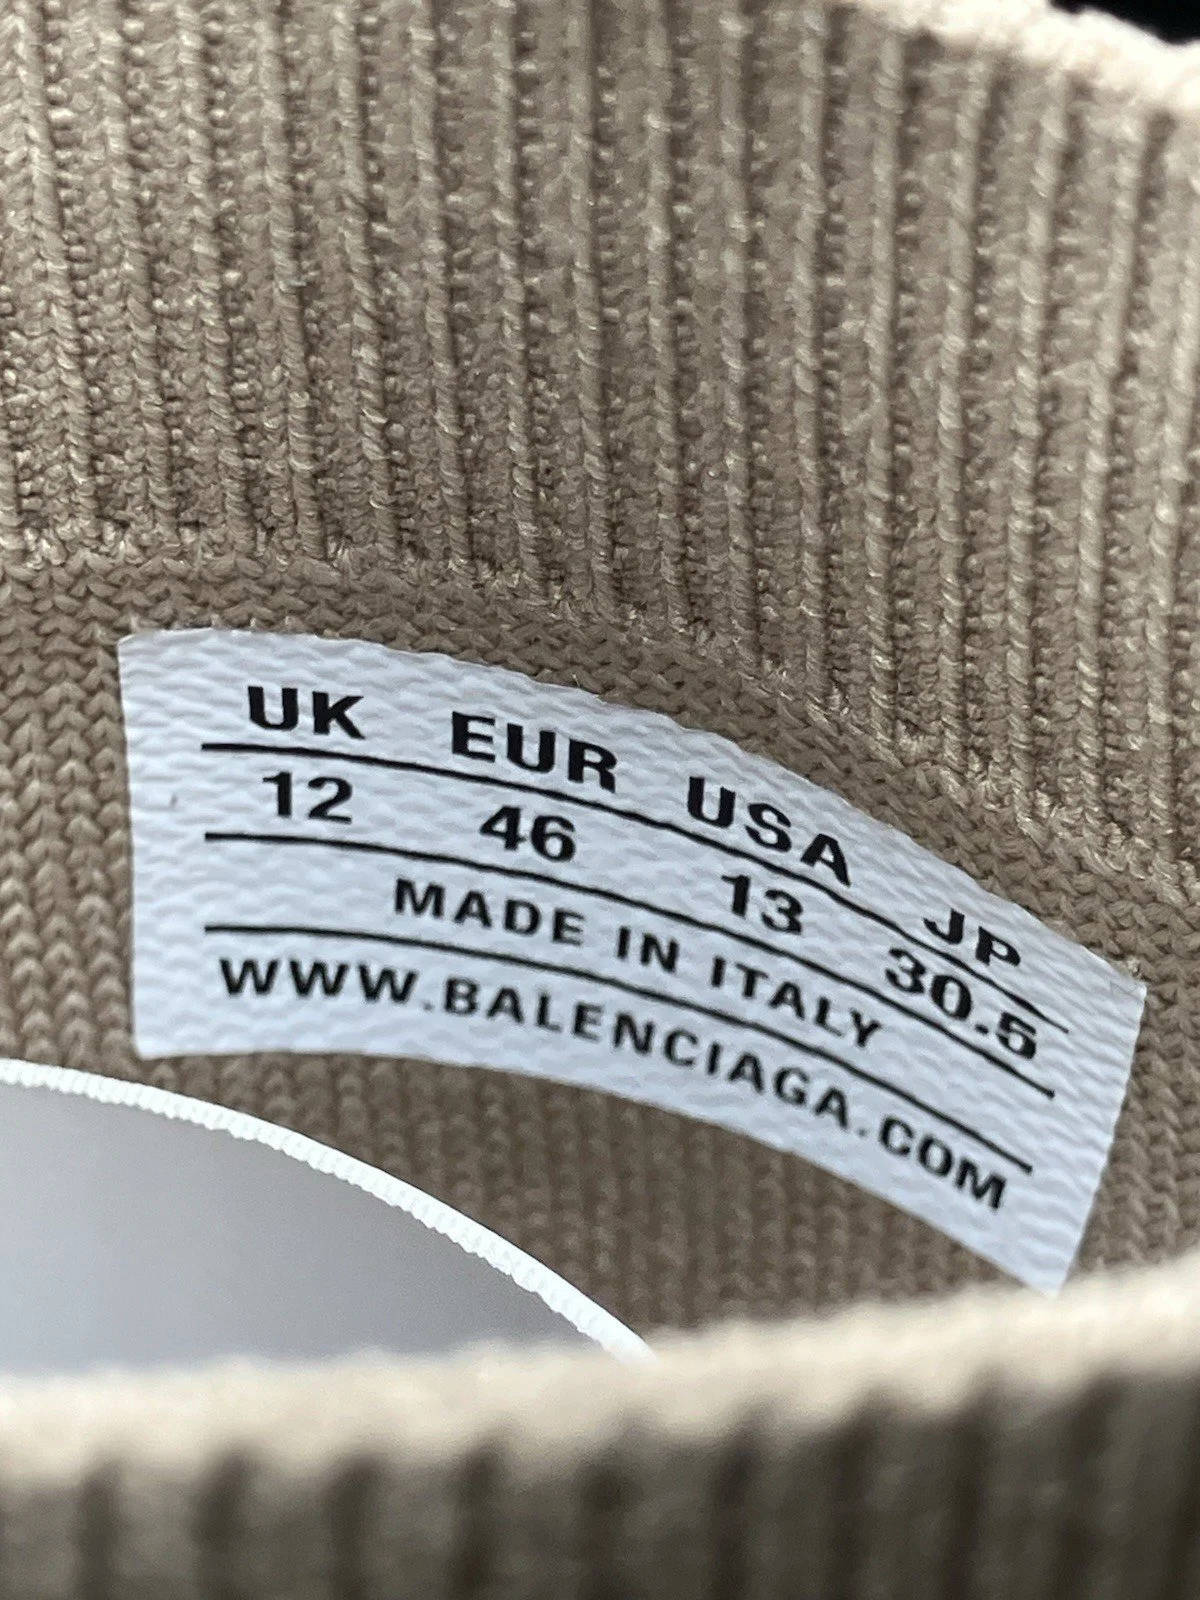 UK EUR USA JP
12 46 13 30.5
MADE IN ITALY
WWW.BALENCIAGA.COM